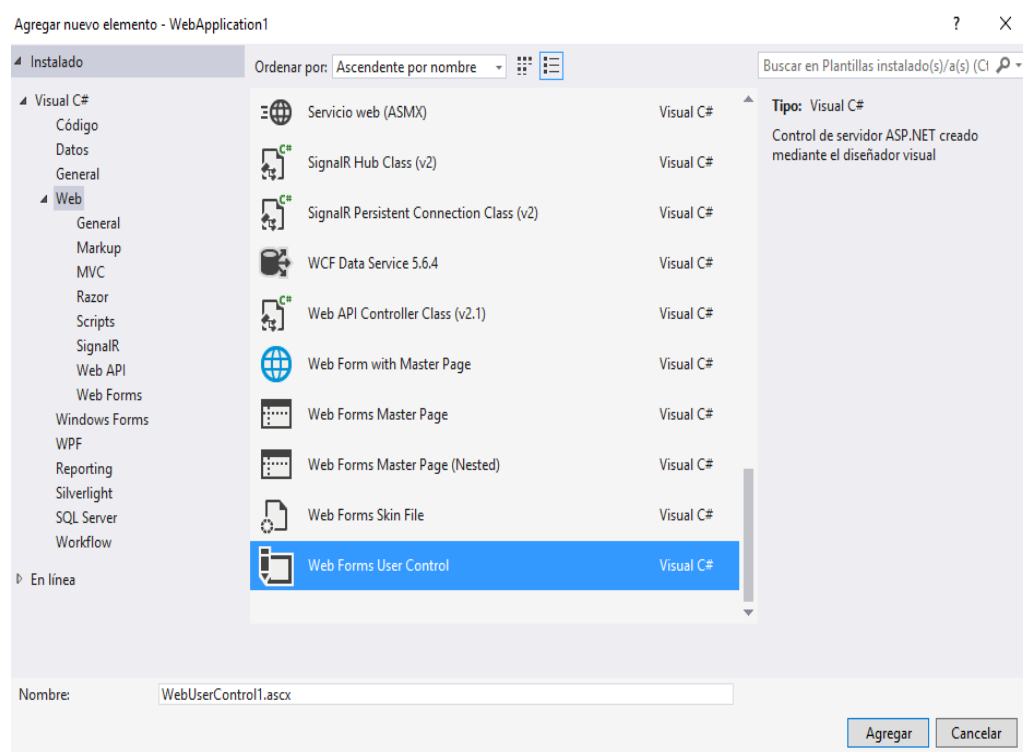 Agregar nuevo elemento - WebApplication1
?
Instalado
Ordenar por: Ascendente por nombre
Buscar en Plantillas instalado(s)/a(s) (Ct
Visual C#
Código
Datos
General
Web
General
Markup
MVC
Razor
Scripts
SignalR
Web API
Web Forms
Windows Forms
WPF
Reporting
Silverlight
SQL Server
Workflow
En línea
Servicio web (ASMX) Visual C#
C# SignalR Hub Class (v2) Visual C#
C# SignalR Persistent Connection Class (v2) Visual C#
WCF Data Service 5.6.4 Visual C#
C# Web API Controller Class (v2.1) Visual C#
Web Form with Master Page Visual C#
Web Forms Master Page Visual C#
Web Forms Master Page (Nested) Visual C#
Web Forms Skin File Visual C#
Web Forms User Control Visual C#
Tipo: Visual C#
Control de servidor ASP.NET creado
mediante el diseñador visual
Nombre: WebUserControl1.ascx
Agregar Cancelar